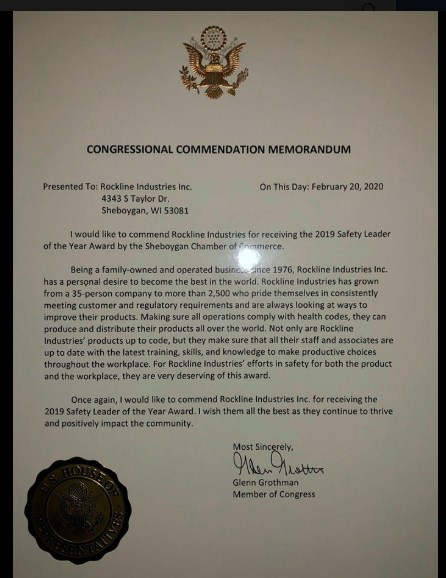 CONGRESSIONAL COMMENDATION MEMORANDUM
Presented To: Rockline Industries Inc. On This Day: February 20, 2020
4343 S Taylor Dr.
Sheboygan, WI 53081
I would like to commend Rockline Industries for receiving the 2019 Safety Leader
of the Year Award by the Sheboygan Chamber of Commerce.
Being a family-owned and operated business since 1976, Rockline Industries Inc.
has a personal desire to become the best in the world. Rockline Industries has grown
from a 35-person company to more than 2,500 who pride themselves in consistently
meeting customer and regulatory requirements and are always looking at ways to
improve their products. Making sure all operations comply with health codes, they can
produce and distribute their products all over the world. Not only are Rockline
Industries' products up to code, but they make sure that all their staff and associates are
up to date with the latest training, skills, and knowledge to make productive choices
throughout the workplace. For Rockline Industries' efforts in safety for both the product
and the workplace, they are very deserving of this award.
Once again, I would like to commend Rockline Industries Inc. for receiving the
2019 Safety Leader of the Year Award. I wish them all the best as they continue to thrive
and positively impact the community.
Most Sincerely,
Glenn Grothman
Glenn Grothman
Member of Congress
U.S. HOUSE OF
REPRESENTATIVES